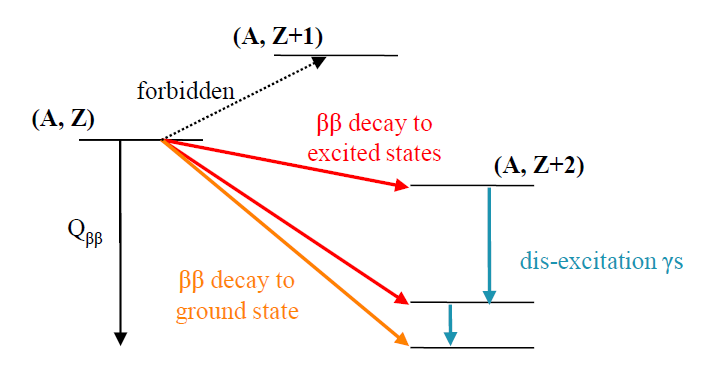 (A, Z+1)
forbidden
(A, Z)
ββ decay to
excited states
(A, Z+2)
Qββ
dis-excitation γs
ββ decay to
ground state